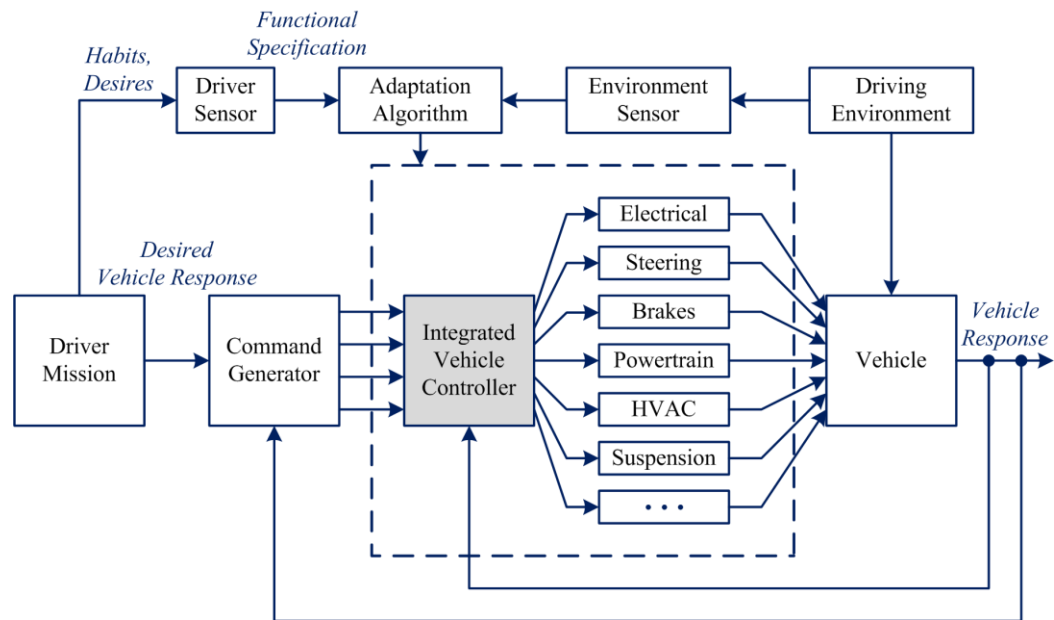 Functional
Specification
Habits,
Desires
Driver
Sensor
Adaptation
Algorithm
Environment
Sensor
Driving
Environment
Electrical
Steering
Brakes
Powertrain
HVAC
Suspension
• • •
Desired
Vehicle Response
Driver
Mission
Command
Generator
Integrated
Vehicle
Controller
Vehicle
Vehicle
Response